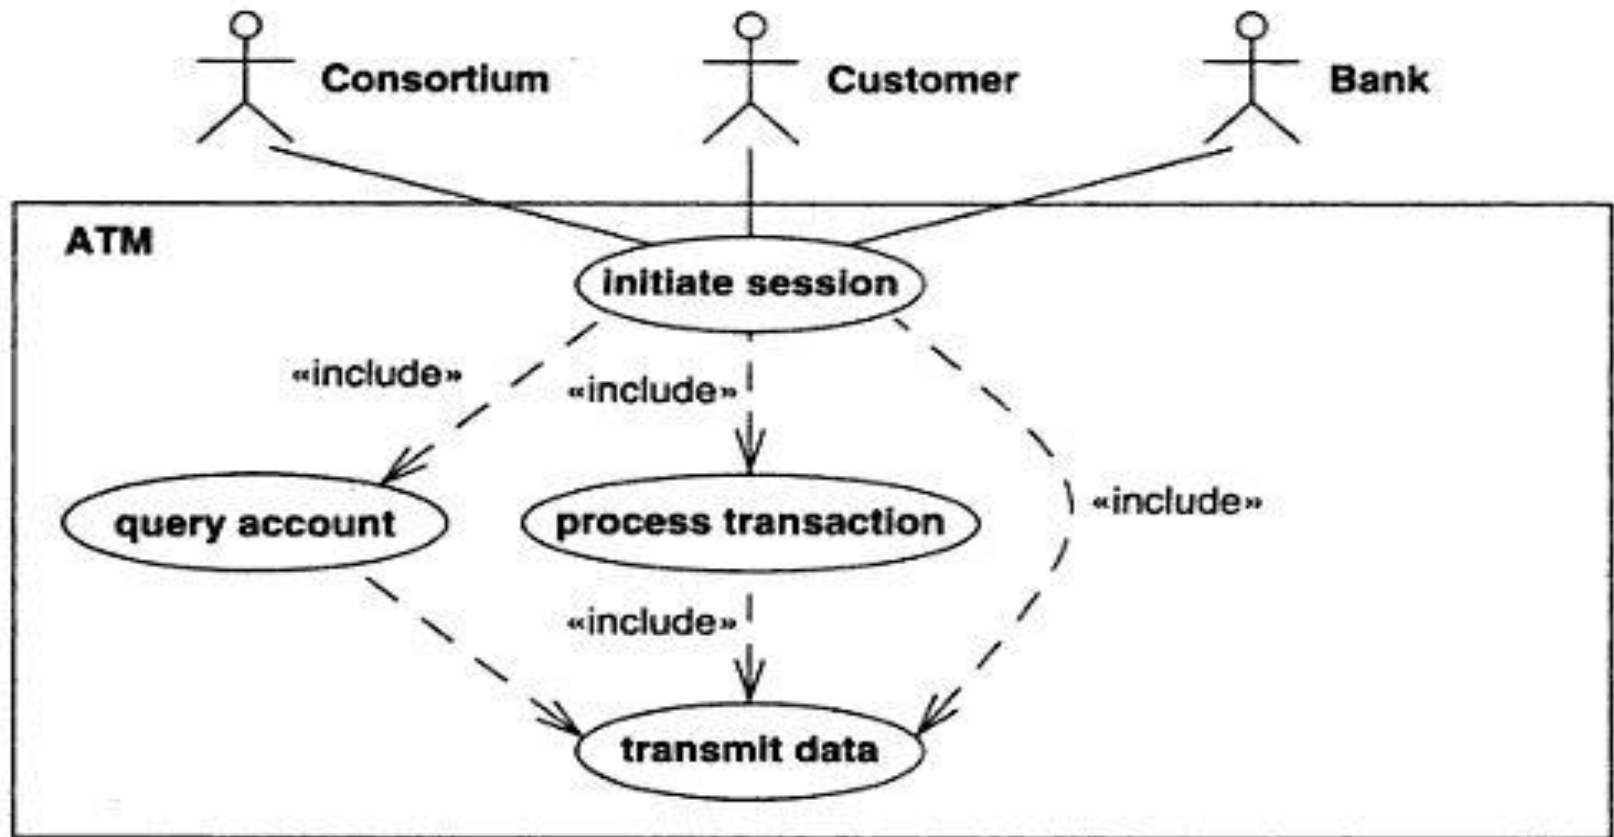 Consortium
Customer
Bank
ATM
initiate session
«include»
«include»
«include»
query account
process transaction
«include»
transmit data